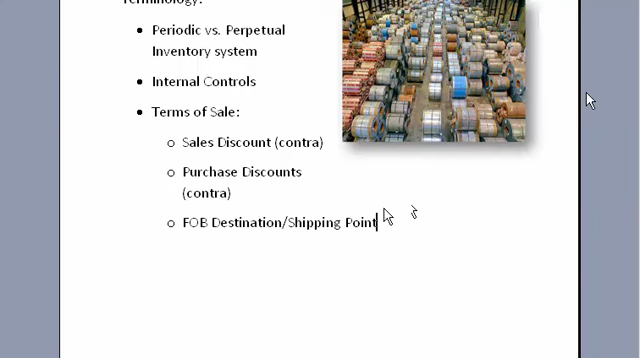 Terminology:
• Periodic vs. Perpetual
Inventory system
• Internal Controls
• Terms of Sale:
o Sales Discount (contra)
o Purchase Discounts
(contra)
o FOB Destination/Shipping Point